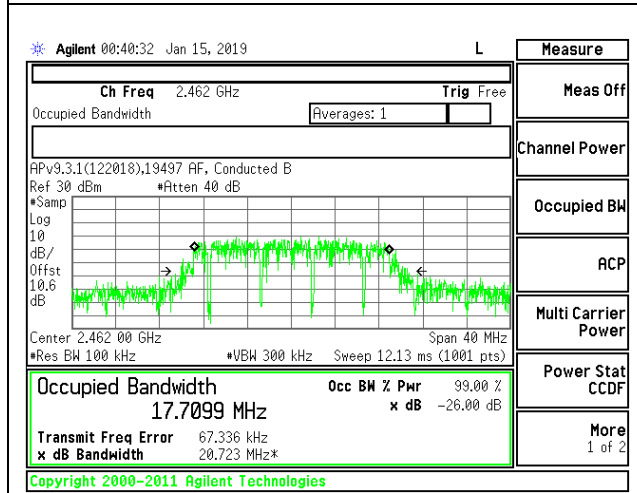 Agilent 00:40:32 Jan 15, 2019 L
Measure
Ch Freq 2.462 GHz Trig Free
Meas Off
Occupied Bandwidth Averages: 1
Channel Power
APv9.3.1(122018),19497 AF, Conducted B
Ref 30 dBm #Atten 40 dB
#Samp
Occupied BW
Log
10
dB/
ACP
Offst
10.6
dB
Multi Carrier
Power
Center 2.462 00 GHz Span 40 MHz
#Res BW 100 kHz #VBW 300 kHz Sweep 12.13 ms (1001 pts)
Power Stat
CCDF
Occupied Bandwidth Occ BW % Pwr 99.00 %
17.7099 MHz x dB -26.00 dB
More
1 of 2
Transmit Freq Error 67.336 kHz
x dB Bandwidth 20.723 MHz*
Copyright 2000-2011 Agilent Technologies